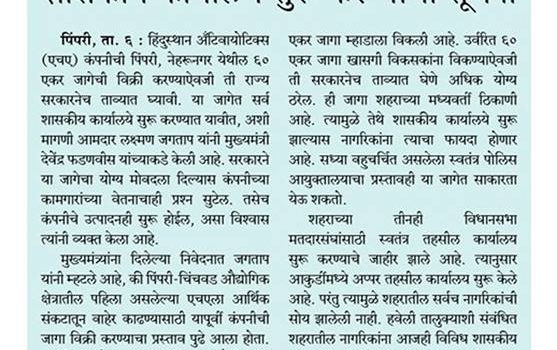 पिंपरी, ता. ६ : हिंदुस्थान अँटिवायोटिक्स
(एचए) कंपनीची पिंपरी, नेहरूनगर येथील ६०
एकर जागेची विक्री करण्याऐवजी ती राज्य
सरकारनेच ताब्यात घ्यावी. या जागेत सर्व
शासकीय कार्यालये सुरू करण्यात यावीत, अशी
मागणी आमदार लक्ष्मण जगताप यांनी मुख्यमंत्री
देवेंद्र फडणवीस यांच्याकडे केली आहे. सरकारने
या जागेचा योग्य मोवदला दिल्यास कंपनीच्या
कामगारांच्या वेतनाचाही प्रश्न सुटेल. तसेच
कंपनीचे उत्पादनही सुरू होईल, असा विश्वास
त्यांनी व्यक्त केला आहे.
मुख्यमंत्र्यांना दिलेल्या निवेदनात जगताप
यांनी म्हटले आहे, की पिंपरी-चिंचवड औद्योगिक
क्षेत्रातील पहिला असलेल्या एचएला आर्थिक
संकटातून वाहेर काढण्यासाठी यापूर्वी कंपनीची
जागा विक्री करण्याचा प्रस्ताव पुढे आला होता.
एकर जागा म्हाडाला विकली आहे. उर्वरित ६०
एकर जागा खासगी विकसकांना विकण्याऐवजी
ती सरकारनेच ताब्यात घेणे अधिक योग्य
ठरेल. ही जागा शहराच्या मध्यवर्ती ठिकाणी
आहे. त्यामुळे तेथे शासकीय कार्यालये सुरू
झाल्यास नागरिकांना त्याचा फायदा होणार
आहे. सध्या वहुचर्चित असलेला स्वतंत्र पोलिस
आयुक्तालयाचा प्रस्तावही या जागेत साकारता
येऊ शकतो.
शहराच्या तीनही विधानसभा
मतदारसंघांसाठी स्वतंत्र तहसील कार्यालय
सुरू करण्याचे जाहीर झाले आहे. त्यानुसार
आकुर्डीमध्ये अप्पर तहसील कार्यालय सुरू केले
आहे. परंतु त्यामुळे शहरातील सर्वच नागरिकांची
सोय झालेली नाही. हवेली तालुक्याशी संबंधित
शहरातील नागरिकांना आजही विविध शासकीय